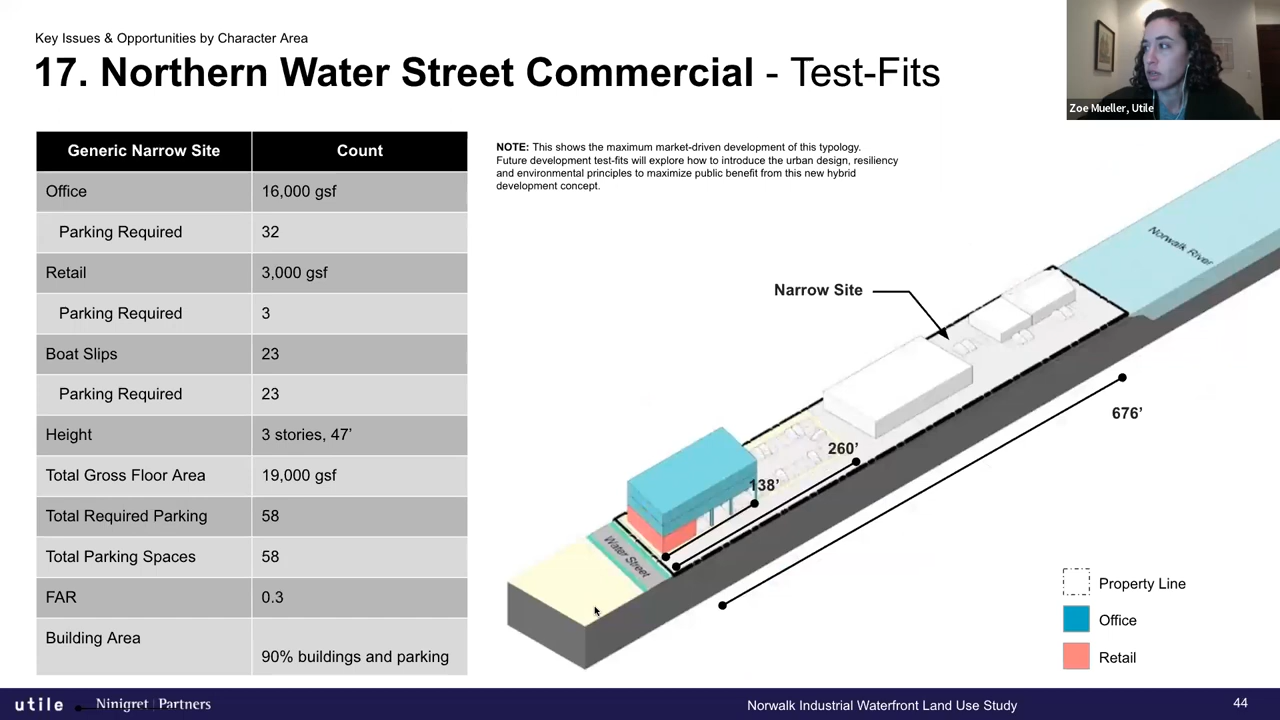 Key Issues & Opportunities by Character Area
17. Northern Water Street Commercial - Test-Fits
Zoe Mueller, Utile
Generic Narrow Site Count
Office 16,000 gsf
Parking Required 32
Retail 3,000 gsf
Parking Required 3
Boat Slips 23
Parking Required 23
Height 3 stories, 47’
Total Gross Floor Area 19,000 gsf
Total Required Parking 58
Total Parking Spaces 58
FAR 0.3
Building Area
90% buildings and parking
NOTE: This shows the maximum market-driven development of this typology.
Future development test-fits will explore how to introduce the urban design, resiliency
and environmental principles to maximize public benefit from this new hybrid
development concept.
Norwalk River
Narrow Site
676’
260’
138’
Water Street
Property Line
Office
Retail
utile Ninigret Partners
Norwalk Industrial Waterfront Land Use Study
44